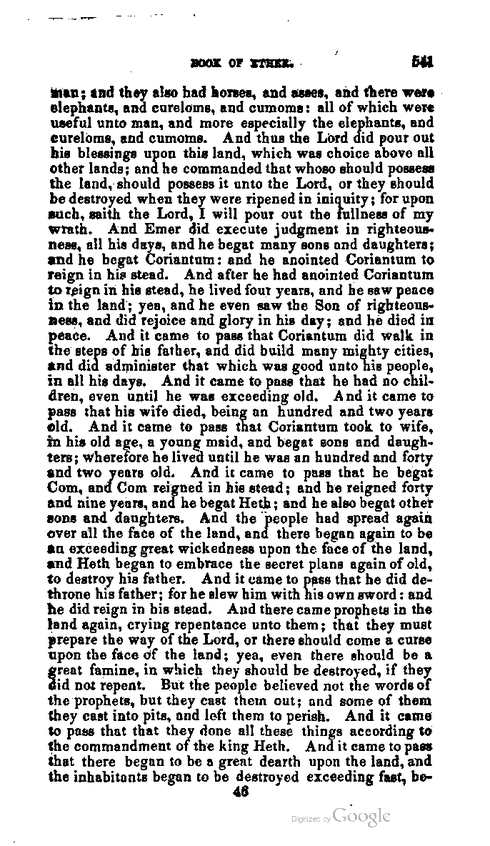 BOOK OF ETHER. 541
man; and they also had horses, and asses, and there were
elephants, and cureloms, and cumoms: all of which were
useful unto man, and more especially the elephants, and
cureloms, and cumoms. And thus the Lord did pour out
his blessings upon this land, which was choice above all
other lands; and he commanded that whoso should possess
the land, should possess it unto the Lord, or they should
be destroyed when they were ripened in iniquity; for upon
such, saith the Lord, I will pour out the fullness of my
wrath. And Emer did execute judgment in righteous-
ness, all his days, and he begat many sons and daughters;
and he begat Coriantum: and he anointed Coriantum to
reign in his stead. And after he had anointed Coriantum
to reign in his stead, he lived four years, and he saw peace
in the land; yea, and he even saw the Son of righteous-
ness, and did rejoice and glory in his day; and he died in
peace. And it came to pass that Coriantum did walk in
the steps of his father, and did build many mighty cities,
and did administer that which was good unto his people,
in all his days. And it came to pass that he had no chil-
dren, even until he was exceeding old. And it came to
pass that his wife died, being an hundred and two years
old. And it came to pass that Coriantum took to wife,
in his old age, a young maid, and begat sons and daugh-
ters; wherefore he lived until he was an hundred and forty
and two years old. And it came to pass that he begat
Com, and Com reigned in his stead; and he reigned forty
and nine years, and he begat Heth; and he also begat other
sons and daughters. And the people had spread again
over all the face of the land, and there began again to be
an exceeding great wickedness upon the face of the land,
and Heth began to embrace the secret plans again of old,
to destroy his father. And it came to pass that he did de-
throne his father; for he slew him with his own sword: and
he did reign in his stead. And there came prophets in the
land again, crying repentance unto them; that they must
prepare the way of the Lord, or there should come a curse
upon the face of the land; yea, even there should be a
great famine, in which they should be destroyed, if they
did not repent. But the people believed not the words of
the prophets, but they cast them out; and some of them
they cast into pits, and left them to perish. And it came
to pass that that they done all these things according to
the commandment of the king Heth. And it came to pass
that there began to be a great dearth upon the land, and
the inhabitants began to be destroyed exceeding fast, be-
46
Digitized by Google